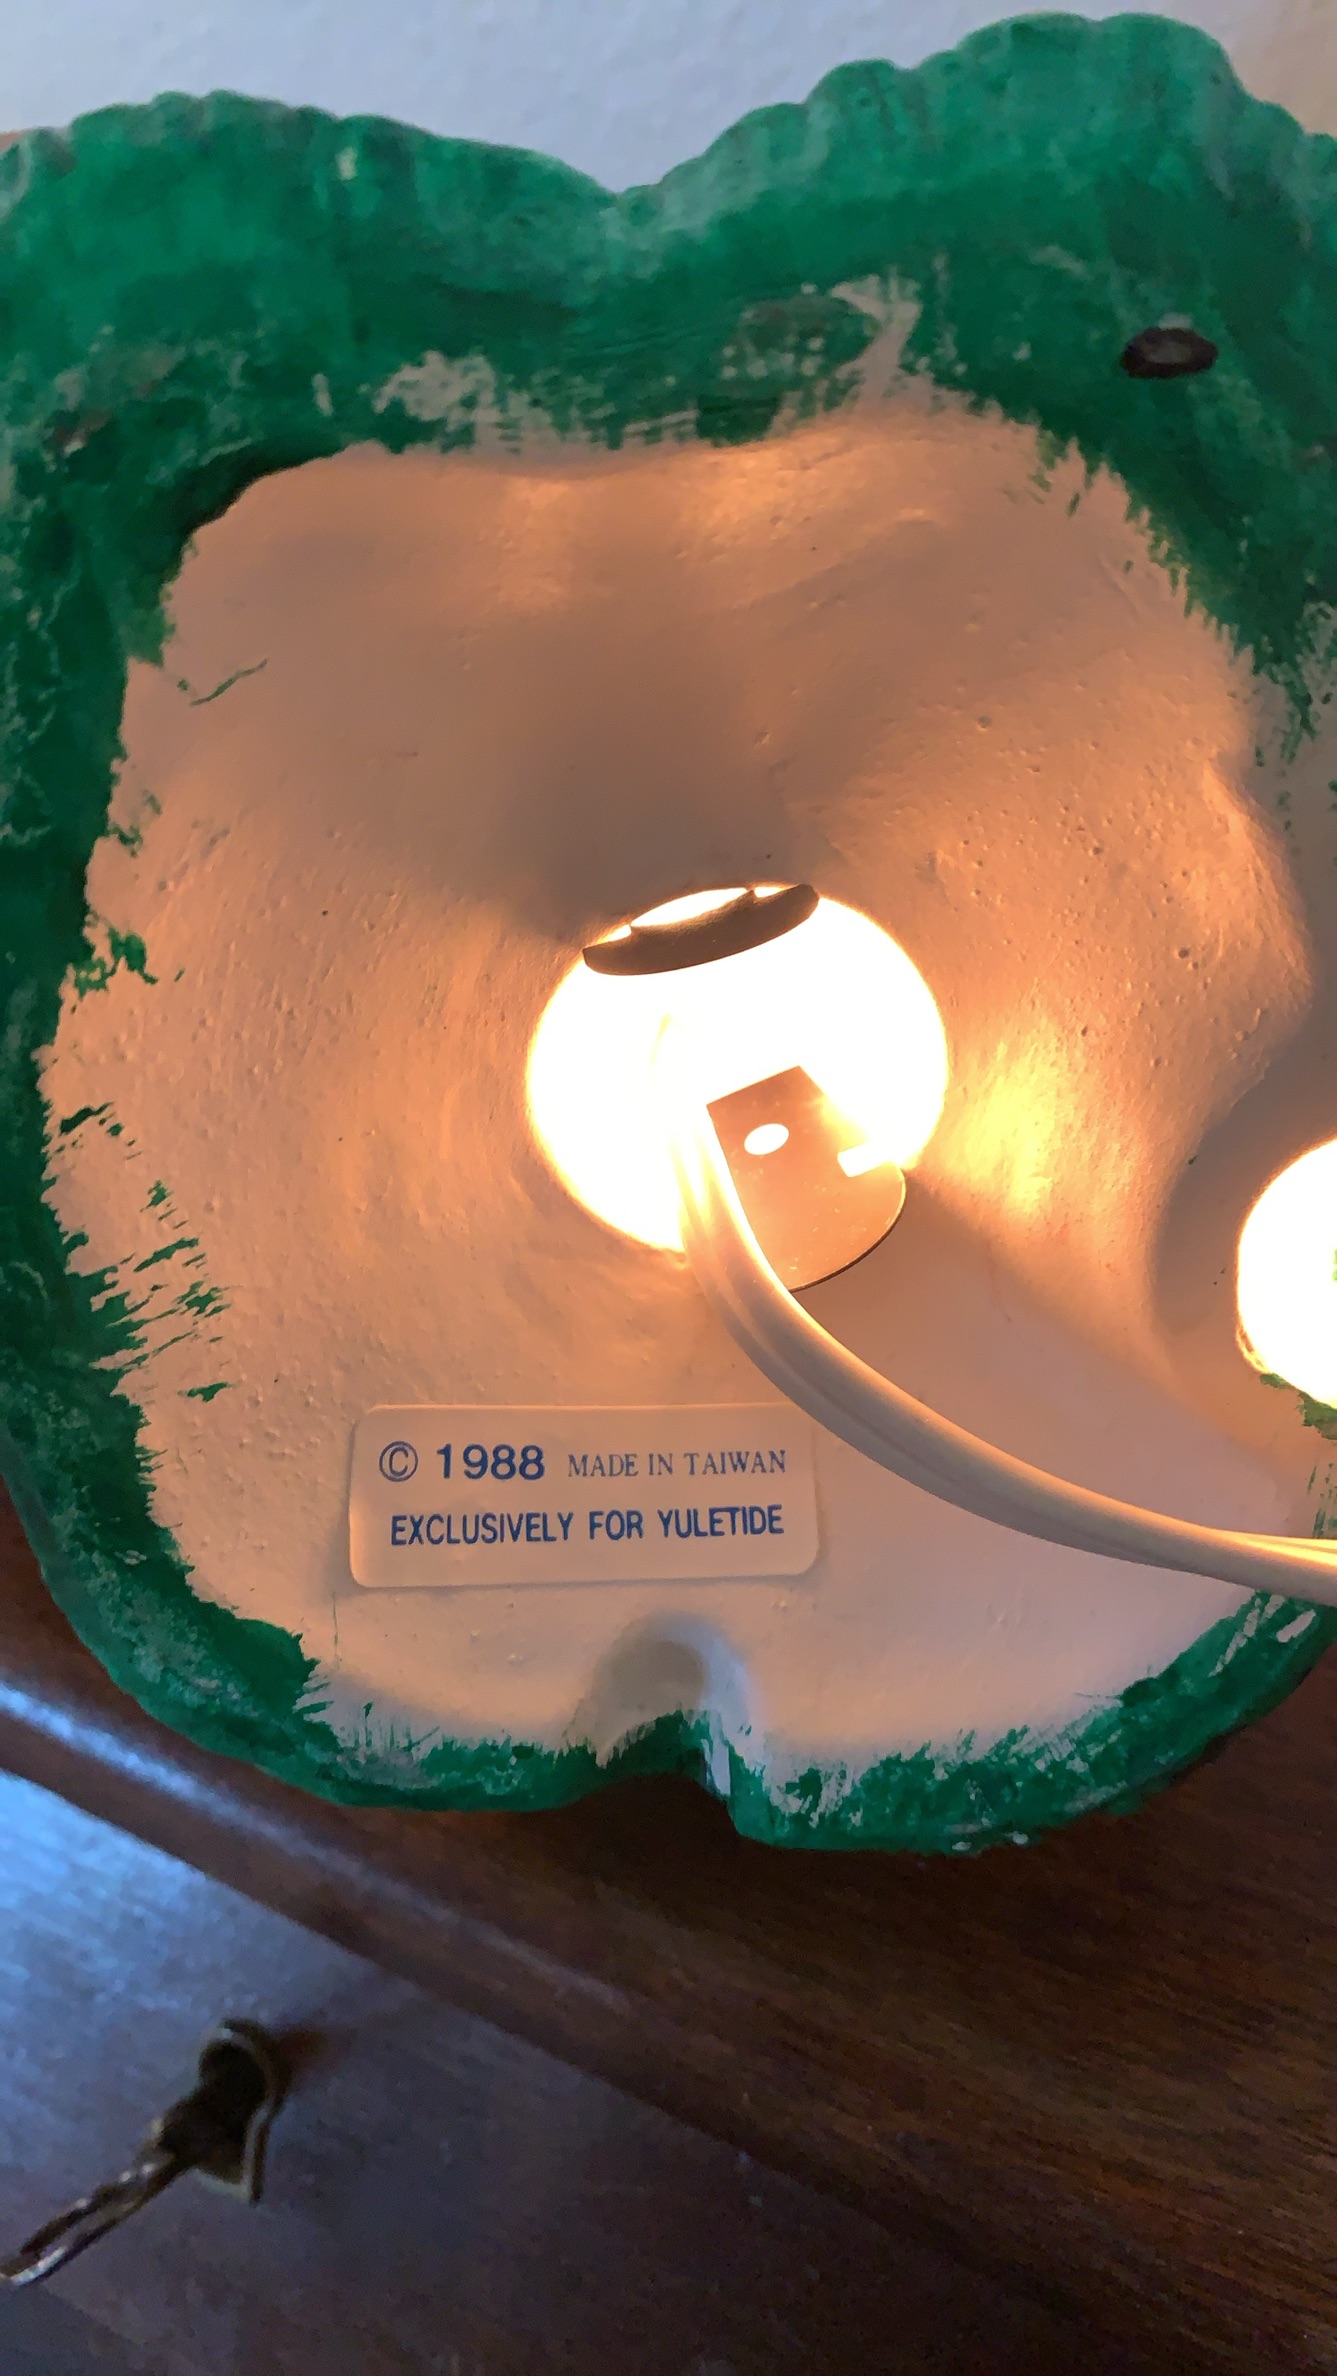 © 1988 MADE IN TAIWAN
EXCLUSIVELY FOR YULETIDE